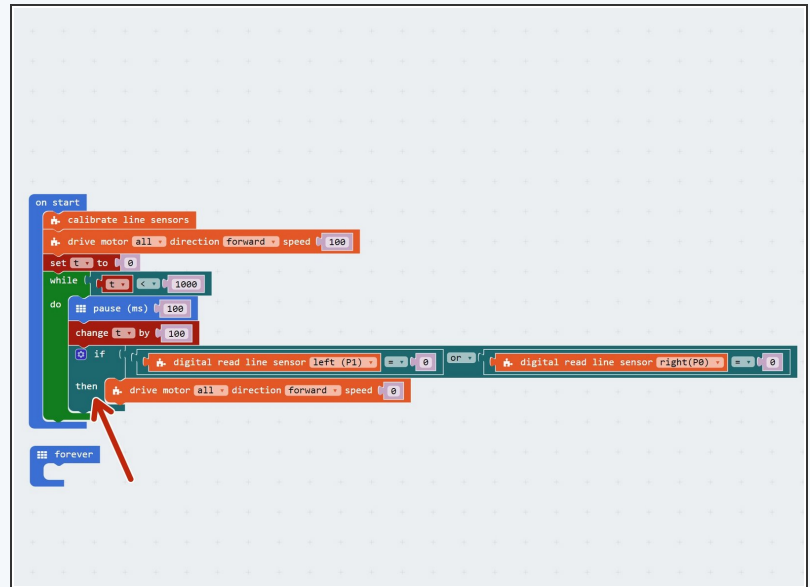 on start
calibrate line sensors
drive motor all direction forward speed 100
set t to 0
while t < 1000
do pause (ms) 100
change t by 100
if digital read line sensor left (P1) = 0 or digital read line sensor right(P0) = 0
then drive motor all direction forward speed 0
forever